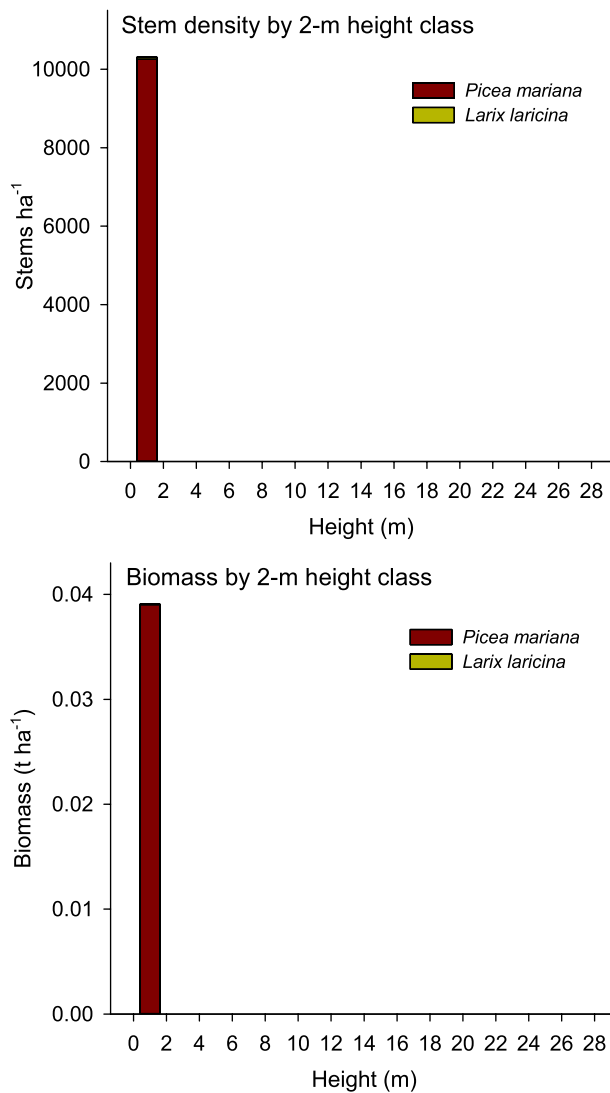 Stem density by 2-m height class
Picea mariana
Larix laricina
10000
8000
6000
4000
2000
0
Stems ha⁻¹
0 2 4 6 8 10 12 14 16 18 20 22 24 26 28
Height (m)
Biomass by 2-m height class
Picea mariana
Larix laricina
0.04
0.03
0.02
0.01
0.00
Biomass (t ha⁻¹)
0 2 4 6 8 10 12 14 16 18 20 22 24 26 28
Height (m)